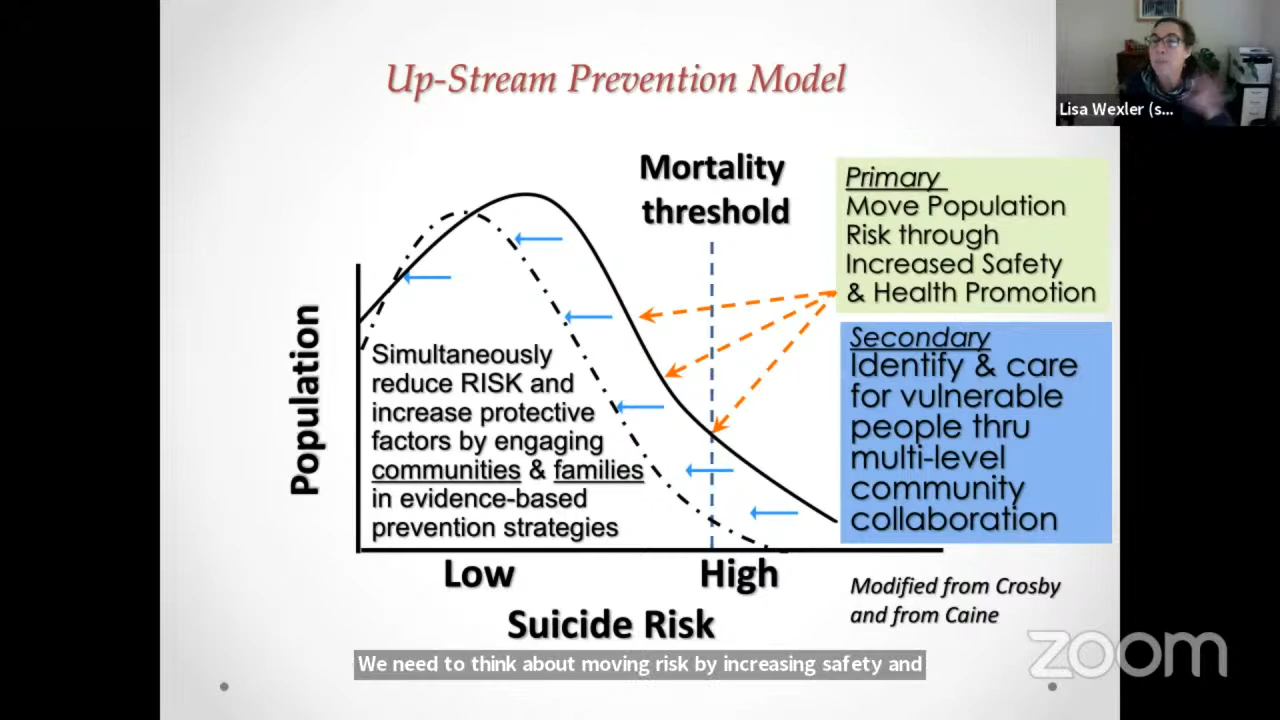 Up-Stream Prevention Model
Lisa Wexler (s...
Mortality
threshold
Primary
Move Population
Risk through
Increased Safety
& Health Promotion
Secondary
Identify & care
for vulnerable
people thru
multi-level
community
collaboration
Population
Simultaneously
reduce RISK and
increase protective
factors by engaging
communities & families
in evidence-based
prevention strategies
Low
High
Suicide Risk
Modified from Crosby
and from Caine
We need to think about moving risk by increasing safety and
zoom